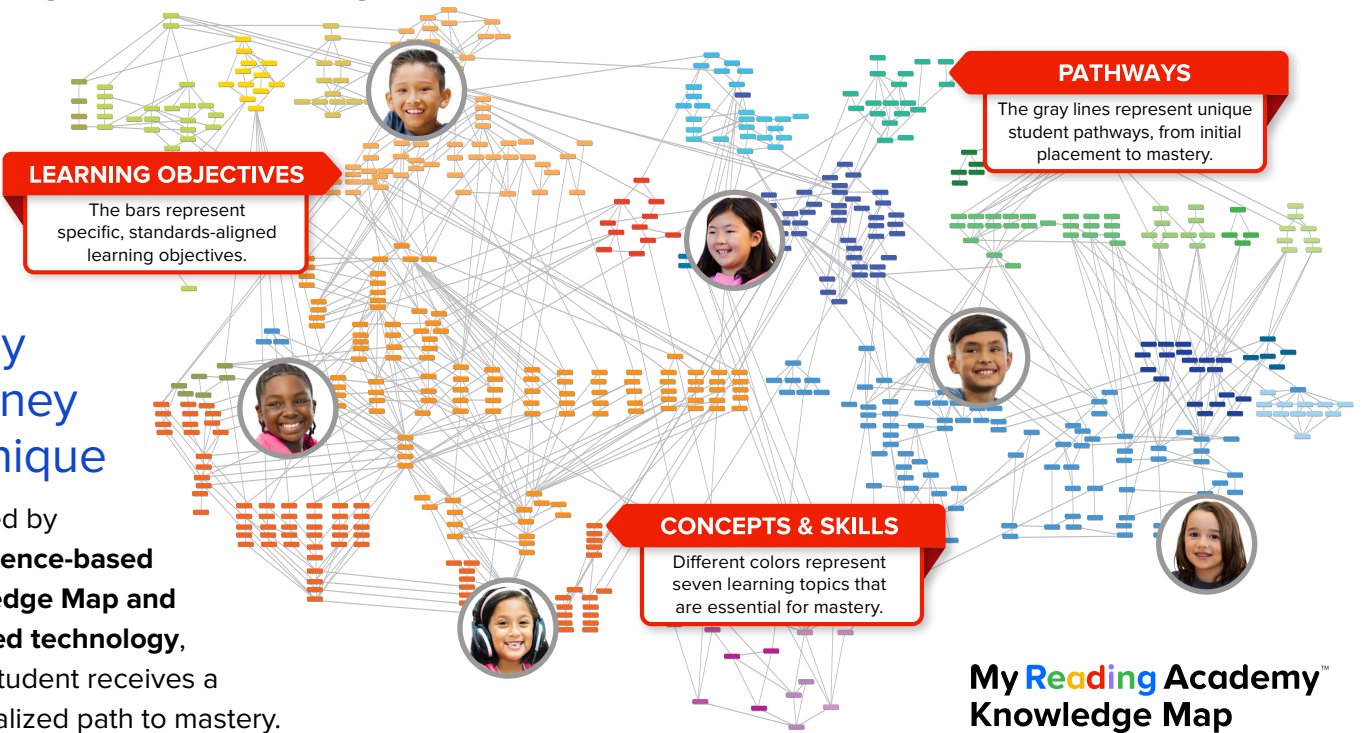 PATHWAYS
The gray lines represent unique
student pathways, from initial
placement to mastery.
LEARNING OBJECTIVES
The bars represent
specific, standards-aligned
learning objectives.
y
ney
nique
ed by
ence-based
edge Map and
ed technology,
student receives a
alized path to mastery.
CONCEPTS & SKILLS
Different colors represent
seven learning topics that
are essential for mastery.
My Reading Academy™
Knowledge Map